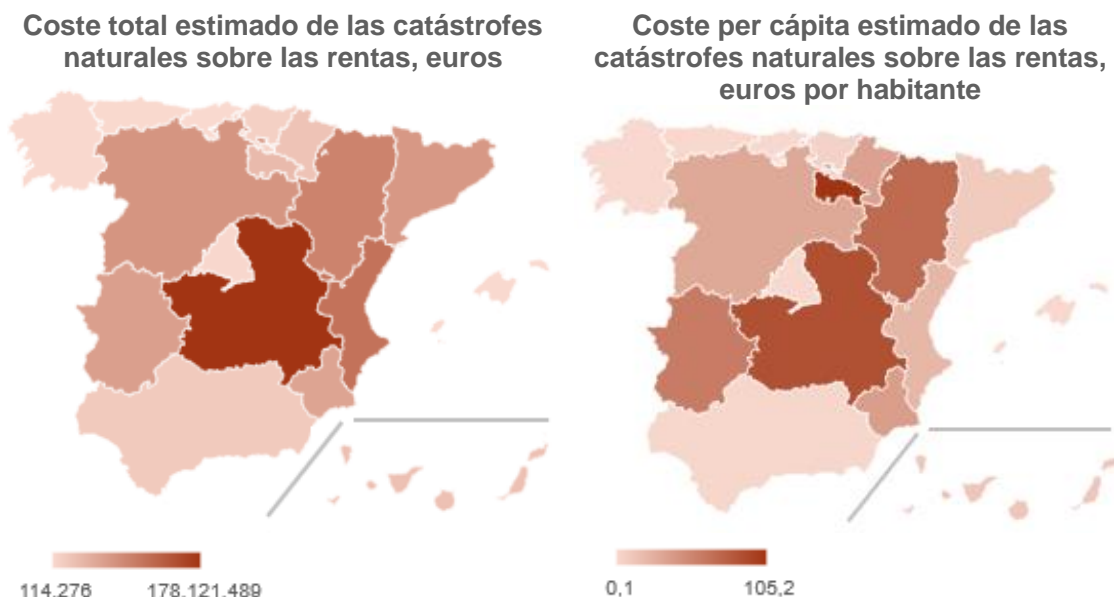 Coste total estimado de las catástrofes
naturales sobre las rentas, euros
Coste per cápita estimado de las
catástrofes naturales sobre las rentas,
euros por habitante
114.276
178.121.489
0,1
105,2